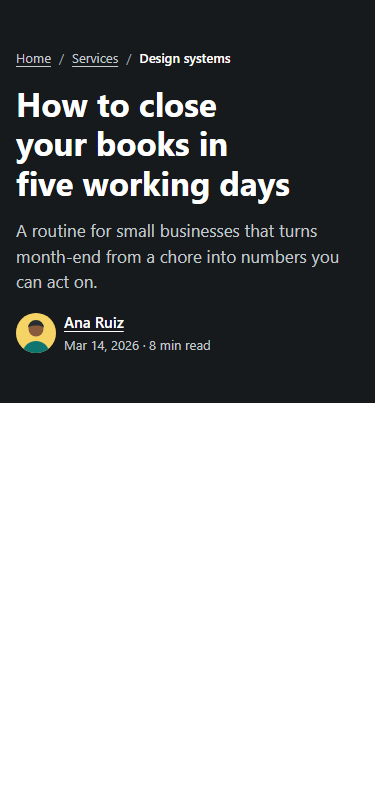 Home / Services / Design systems
How to close
your books in
five working days
A routine for small businesses that turns
month-end from a chore into numbers you
can act on.
Ana Ruiz
Mar 14, 2026 · 8 min read